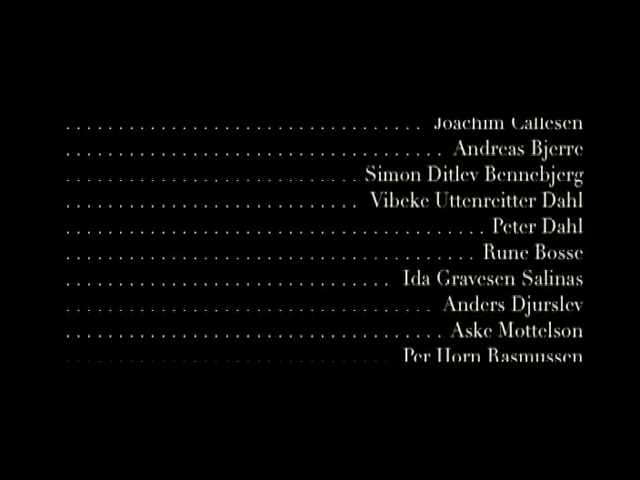 . . . . . . . . . . . . . . . . . . . . . . . . . . . . . . . . . . Joachim Callesen
. . . . . . . . . . . . . . . . . . . . . . . . . . . . . . . . . . . . Andreas Bjerre
. . . . . . . . . . . . . . . . . . . . . . . . . . . . Simon Ditlev Bennebjerg
. . . . . . . . . . . . . . . . . . . . . . . . . . . . Vibeke Uttenreitter Dahl
. . . . . . . . . . . . . . . . . . . . . . . . . . . . . . . . . . . . . . . . Peter Dahl
. . . . . . . . . . . . . . . . . . . . . . . . . . . . . . . . . . . . . . . Rune Bosse
. . . . . . . . . . . . . . . . . . . . . . . . . . . . . . . Ida Gravesen Salinas
. . . . . . . . . . . . . . . . . . . . . . . . . . . . . . . . . . . Anders Djurslev
. . . . . . . . . . . . . . . . . . . . . . . . . . . . . . . . . . . . Aske Mottelson
. . . . . . . . . . . . . . . . . . . . . . . . . . . . . . . Per Horn Rasmussen